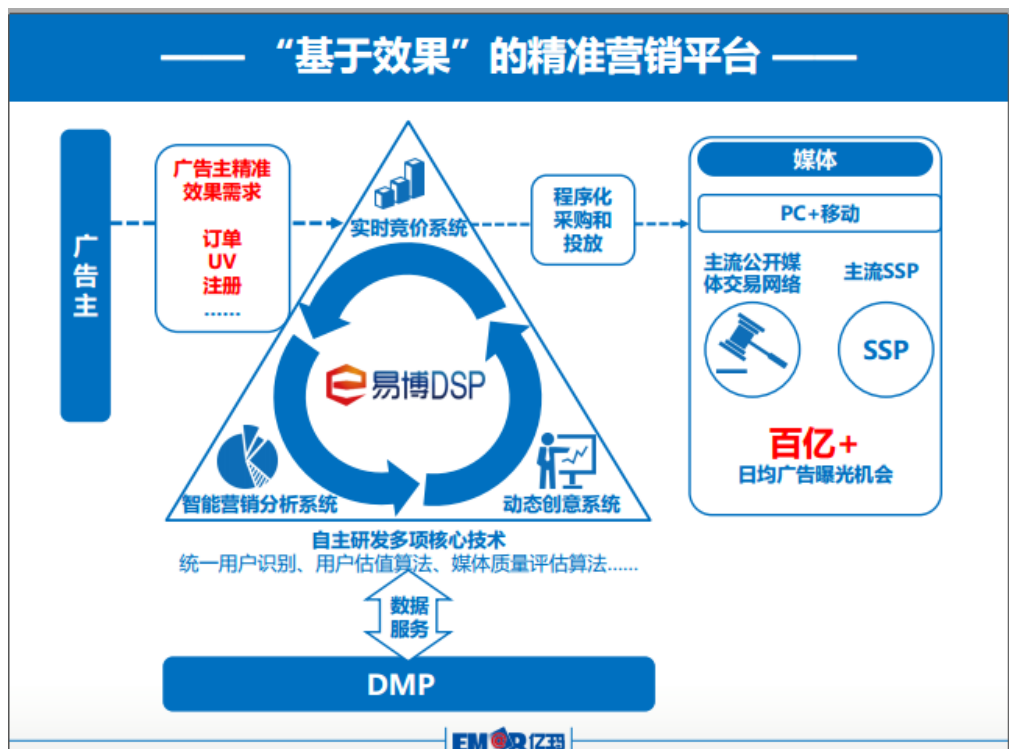 “基于效果”的精准营销平台
广告主
广告主精准
效果需求
订单
UV
注册
……
实时竞价系统
程序化
采购和
投放
媒体
PC+移动
主流公开媒
体交易网络
主流SSP
SSP
百亿+
日均广告曝光机会
易博DSP
智能营销分析系统
动态创意系统
自主研发多项核心技术
统一用户识别、用户估值算法、媒体质量评估算法……
数据
服务
DMP
EMAR亿玛